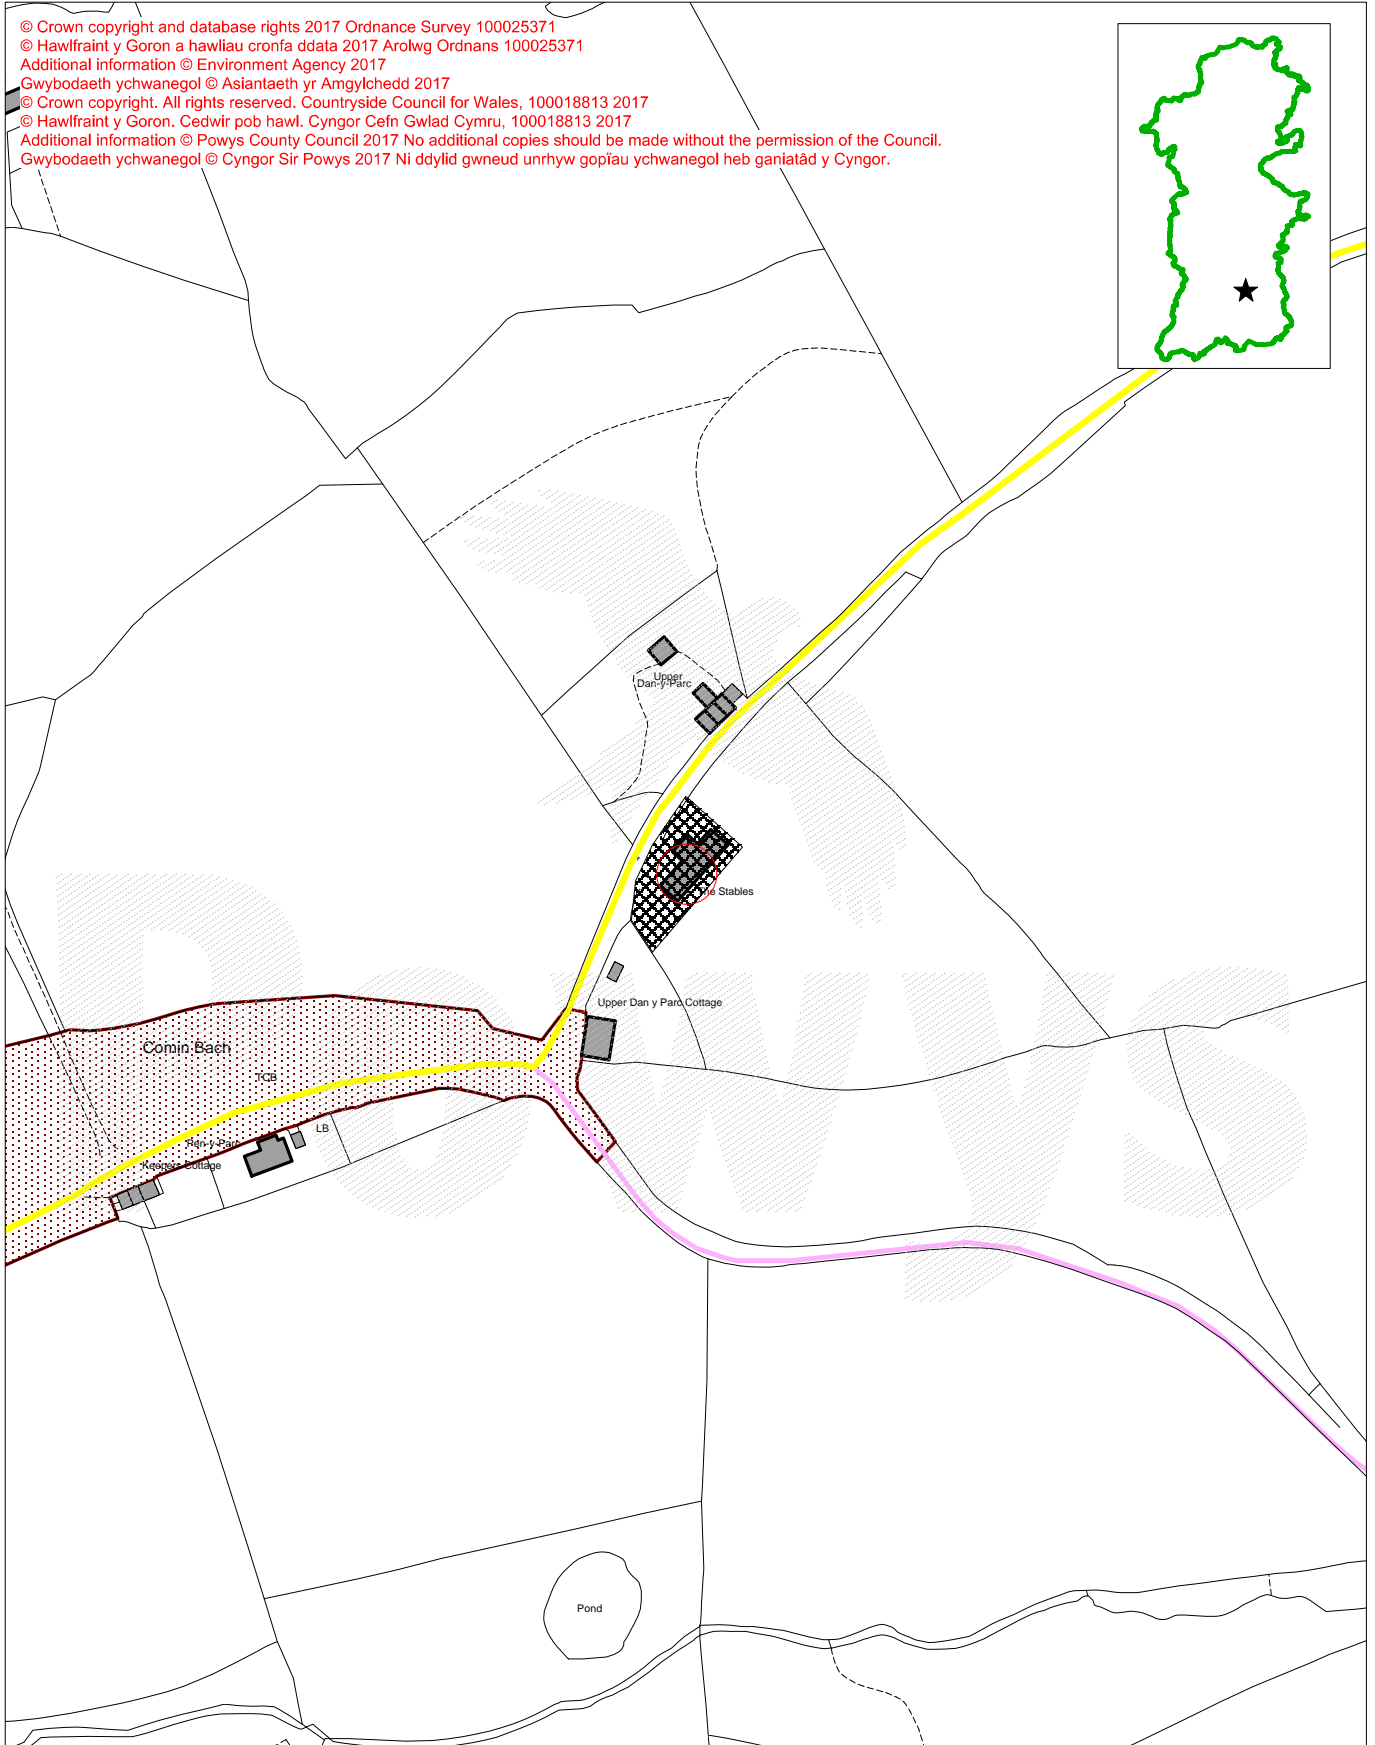 © Crown copyright and database rights 2017 Ordnance Survey 100025371
© Hawlfraint y Goron a hawliau cronfa ddata 2017 Arolwg Ordnans 100025371
Additional information © Environment Agency 2017
Gwybodaeth ychwanegol © Asiantaeth yr Amgylchedd 2017
© Crown copyright. All rights reserved. Countryside Council for Wales, 100018813 2017
© Hawlfraint y Goron. Cedwir pob hawl. Cyngor Cefn Gwlad Cymru, 100018813 2017
Additional information © Powys County Council 2017 No additional copies should be made without the permission of the Council.
Gwybodaeth ychwanegol © Cyngor Sir Powys 2017 Ni ddylid gwneud unrhyw gopïau ychwanegol heb ganiatâd y Cyngor.
Upper
Dan-y-Parc
The Stables
POWYS
Upper Dan y Parc Cottage
Comin Bach
TCB
LB
Pen-y-Parc
Keepers Cottage
Pond